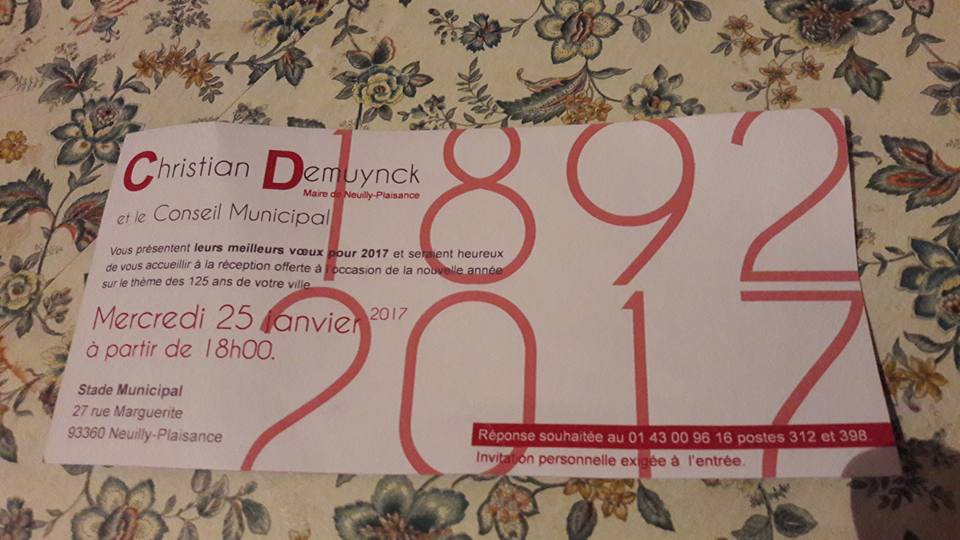 1892
Christian Demuynck
Maire de Neuilly-Plaisance
et le Conseil Municipal
Vous présentent leurs meilleurs vœux pour 2017 et seraient heureux
de vous accueillir à la réception offerte à l'occasion de la nouvelle année
sur le thème des 125 ans de votre ville.
2017
Mercredi 25 janvier 2017
à partir de 18h00.
Stade Municipal
27 rue Marguerite
93360 Neuilly-Plaisance
Réponse souhaitée au 01 43 00 96 16 postes 312 et 398.
Invitation personnelle exigée à l'entrée.